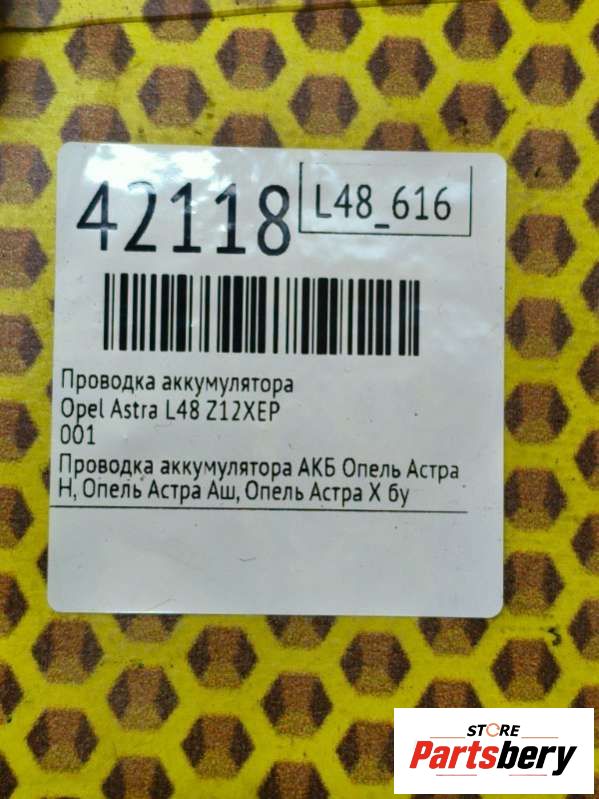 42118
L48_616
Проводка аккумулятора
Opel Astra L48 Z12XEP
001
Проводка аккумулятора АКБ Опель Астра
Н, Опель Астра Аш, Опель Астра Х бу
STORE
Partsbery